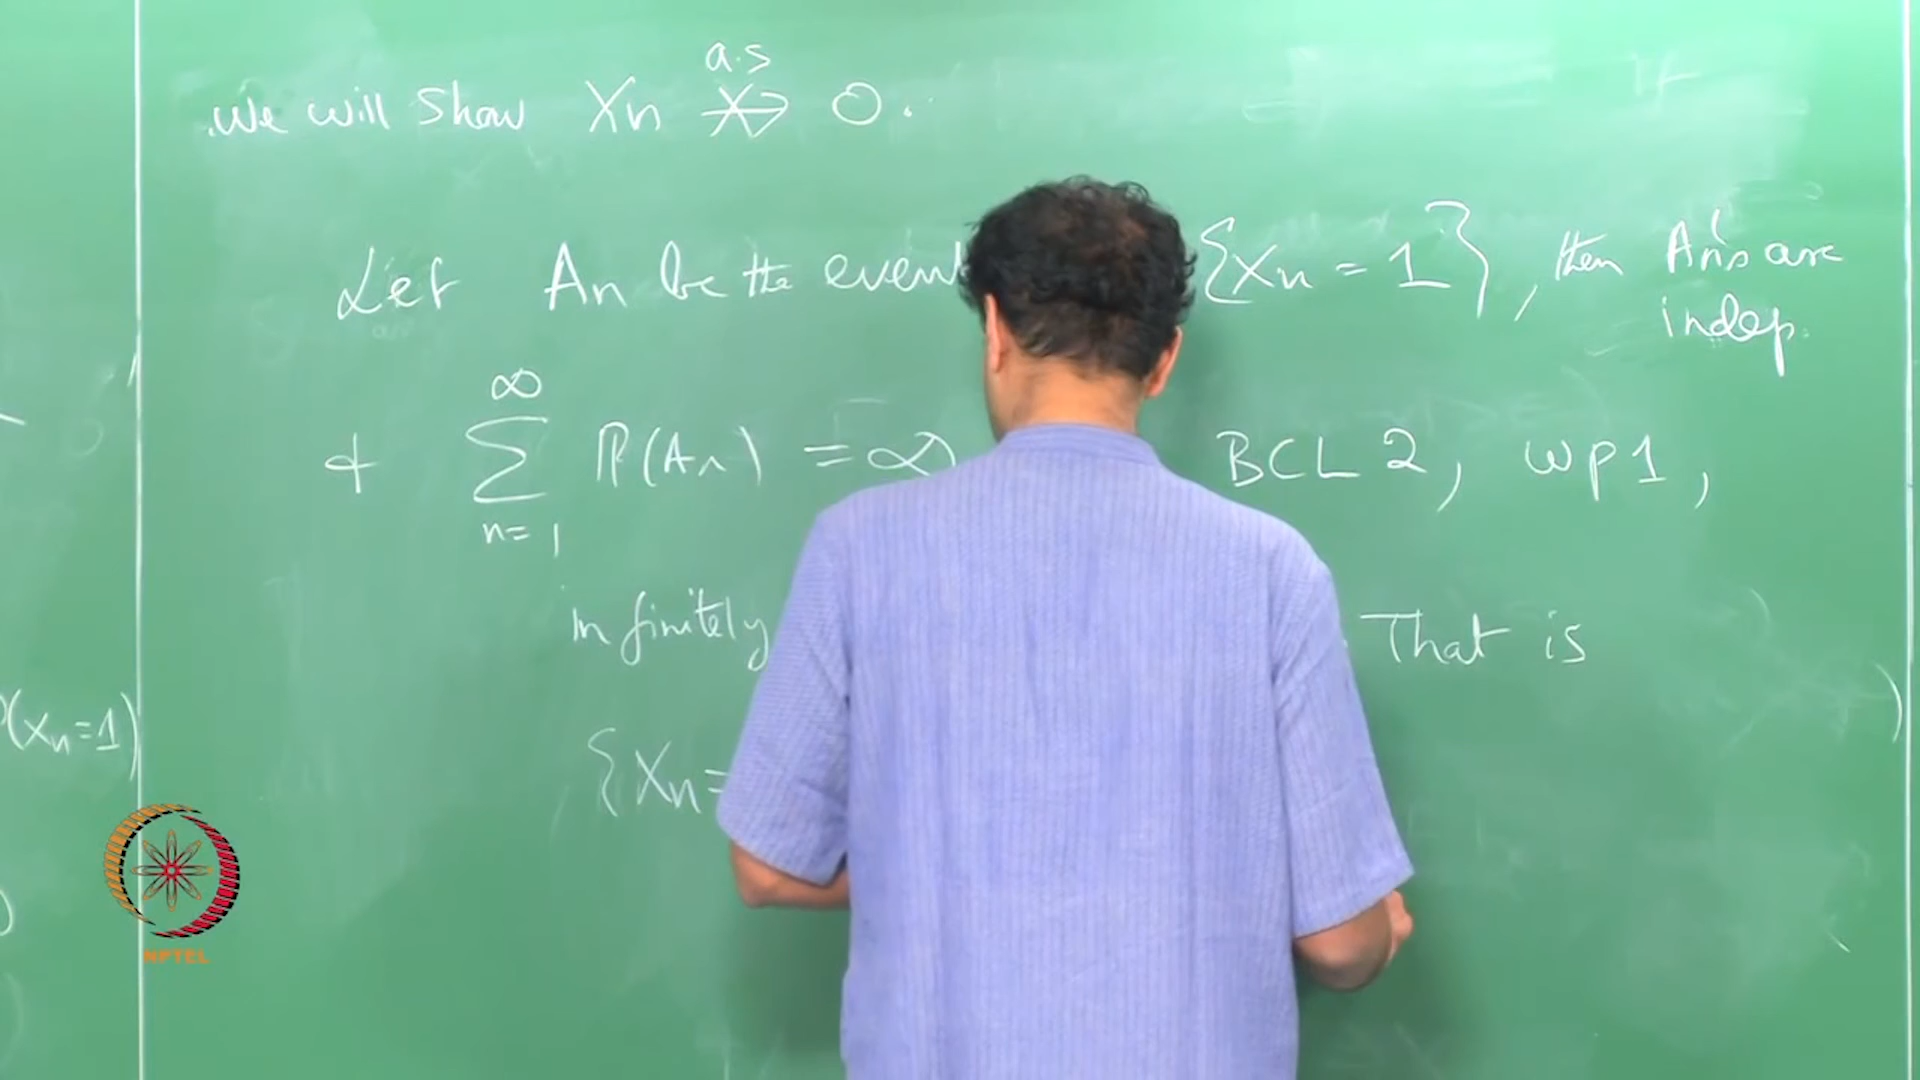 a.s
We will show Xn ↛ 0.
Let An be the event {Xn = 1}, then An's are
indep.
∞
& Σ P(An) = ∞ BCL 2, wp1,
n=1
infinitely That is
P(Xn=1)
{Xn=
NPTEL